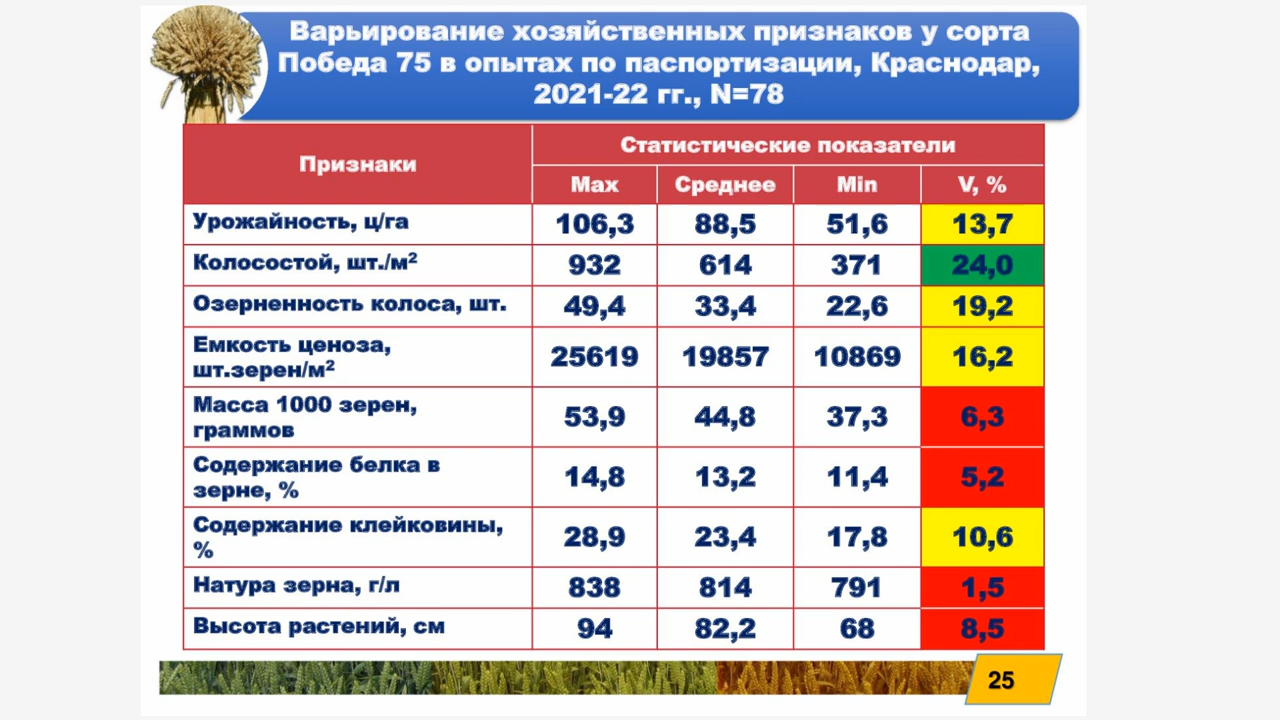 Варьирование хозяйственных признаков у сорта
Победа 75 в опытах по паспортизации, Краснодар,
2021-22 гг., N=78
Признаки
Статистические показатели
Max
Среднее
Min
V, %
Урожайность, ц/га
106,3
88,5
51,6
13,7
Колосостой, шт./м²
932
614
371
24,0
Озерненность колоса, шт.
49,4
33,4
22,6
19,2
Емкость ценоза,
шт.зерен/м²
25619
19857
10869
16,2
Масса 1000 зерен,
граммов
53,9
44,8
37,3
6,3
Содержание белка в
зерне, %
14,8
13,2
11,4
5,2
Содержание клейковины,
%
28,9
23,4
17,8
10,6
Натура зерна, г/л
838
814
791
1,5
Высота растений, см
94
82,2
68
8,5
25